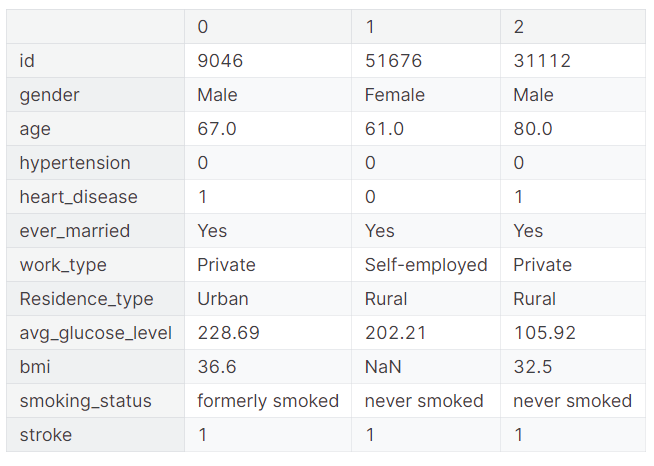 0 1 2
id 9046 51676 31112
gender Male Female Male
age 67.0 61.0 80.0
hypertension 0 0 0
heart_disease 1 0 1
ever_married Yes Yes Yes
work_type Private Self-employed Private
Residence_type Urban Rural Rural
avg_glucose_level 228.69 202.21 105.92
bmi 36.6 NaN 32.5
smoking_status formerly smoked never smoked never smoked
stroke 1 1 1